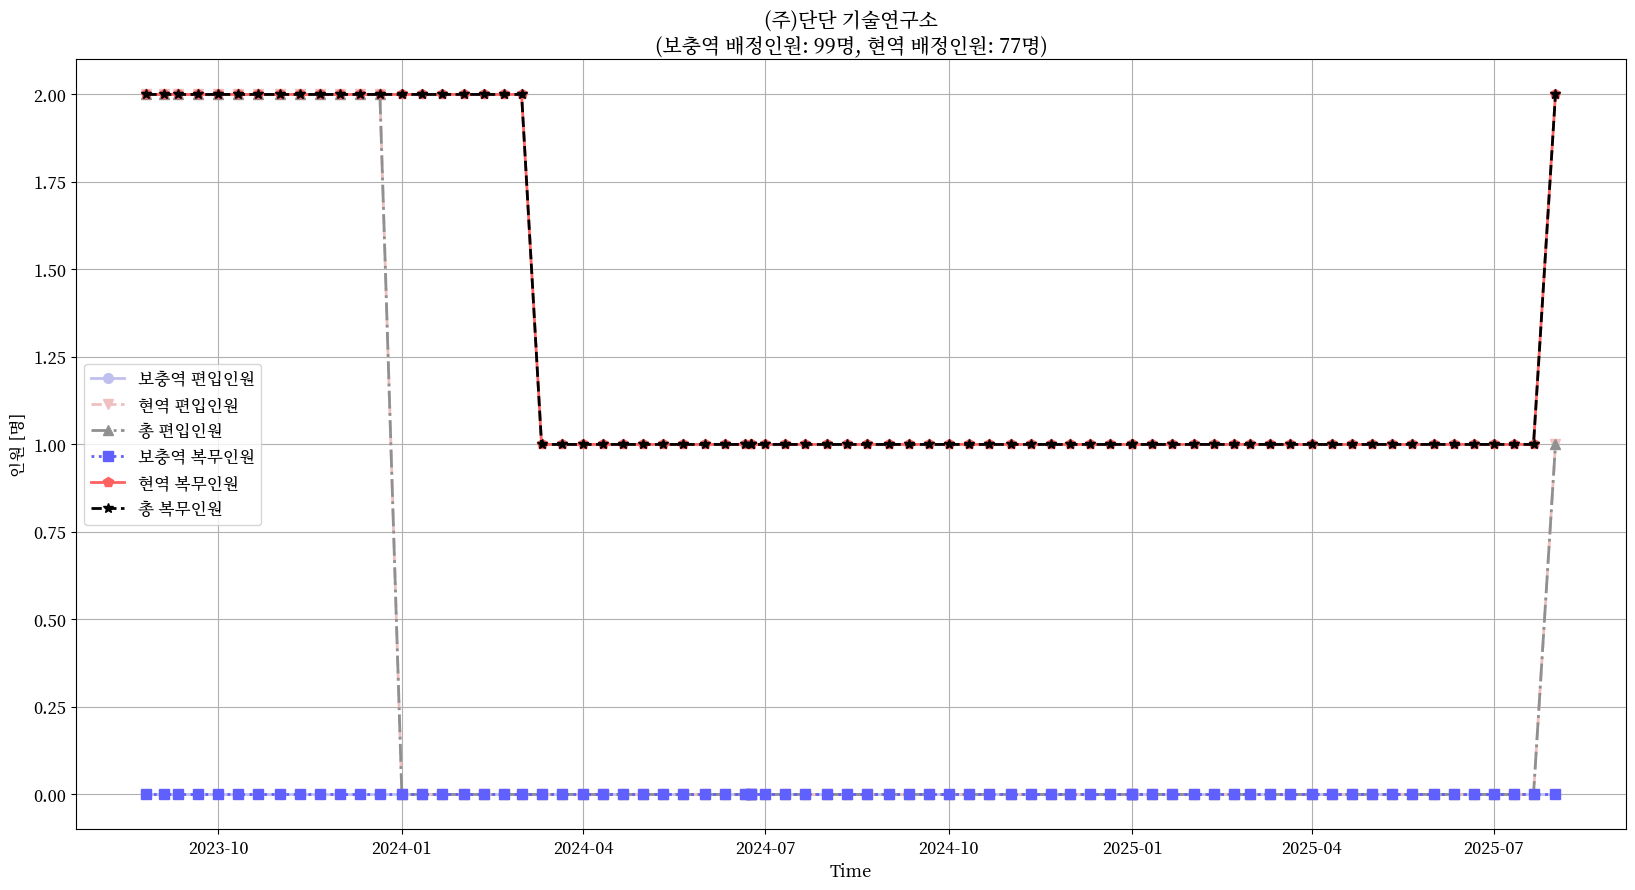 (주)단단 기술연구소
(보충역 배정인원: 99명, 현역 배정인원: 77명)
인원 [명]
2.00
1.75
1.50
1.25
1.00
0.75
0.50
0.25
0.00
보충역 편입인원
현역 편입인원
총 편입인원
보충역 복무인원
현역 복무인원
총 복무인원
2023-10
2024-01
2024-04
2024-07
2024-10
2025-01
2025-04
2025-07
Time